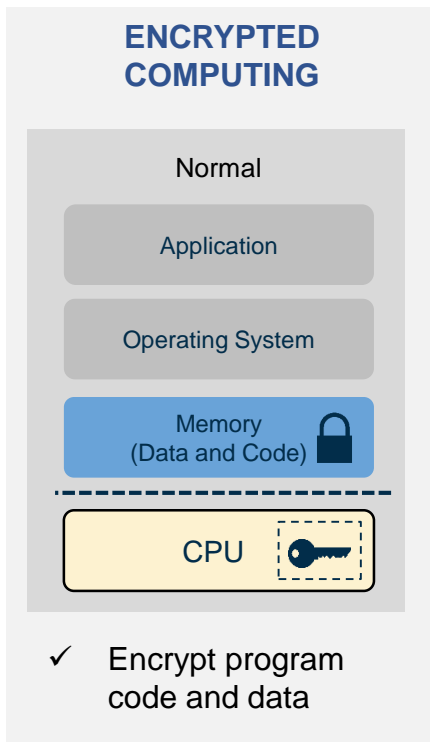 ENCRYPTED
COMPUTING
Normal
Application
Operating System
Memory
(Data and Code)
CPU
✓ Encrypt program
code and data